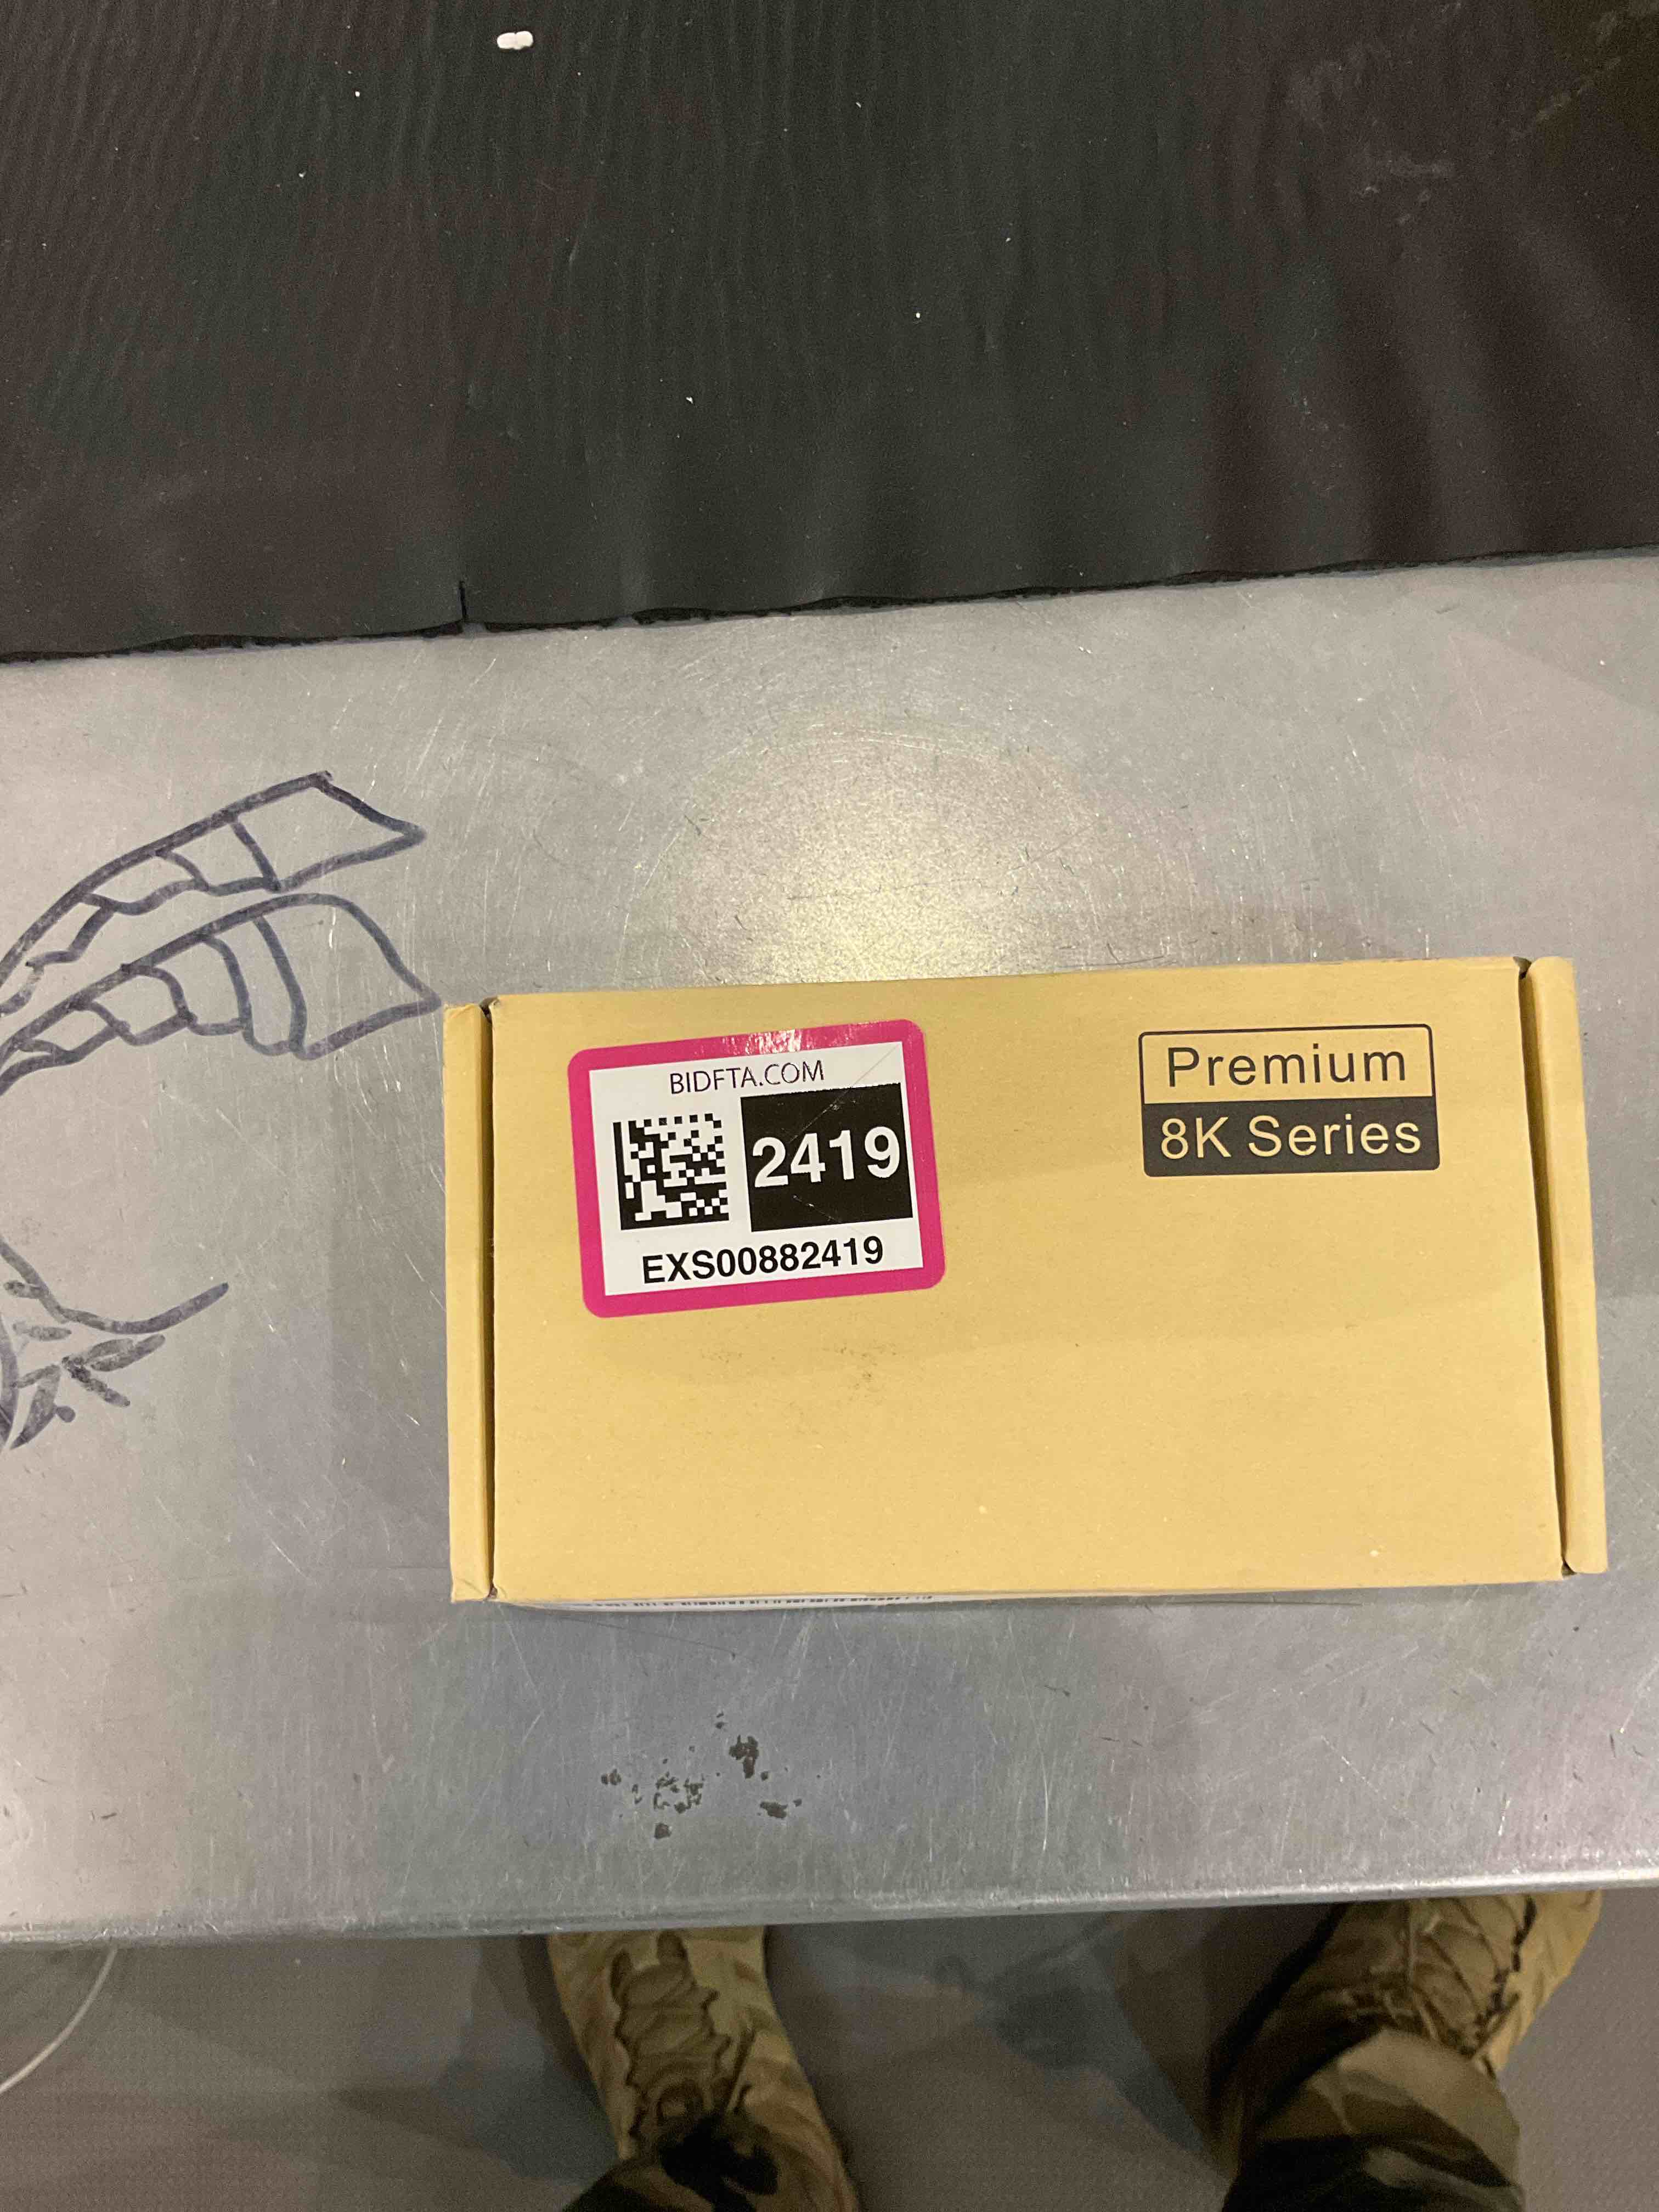 BIDFTA.COM
2419
EXS00882419
Premium
8K Series